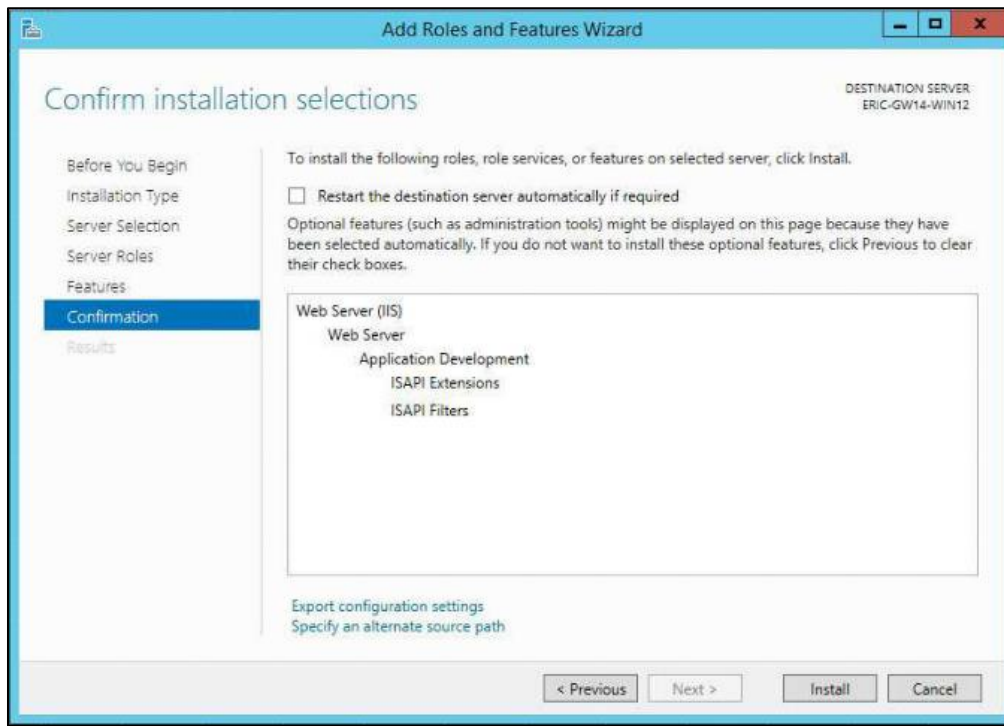 Add Roles and Features Wizard
Confirm installation selections
DESTINATION SERVER
ERIC-GW14-WIN12
Before You Begin
Installation Type
Server Selection
Server Roles
Features
Confirmation
Results
To install the following roles, role services, or features on selected server, click Install.
Restart the destination server automatically if required
Optional features (such as administration tools) might be displayed on this page because they have
been selected automatically. If you do not want to install these optional features, click Previous to clear
their check boxes.
Web Server (IIS)
Web Server
Application Development
ISAPI Extensions
ISAPI Filters
Export configuration settings
Specify an alternate source path
< Previous
Next >
Install
Cancel